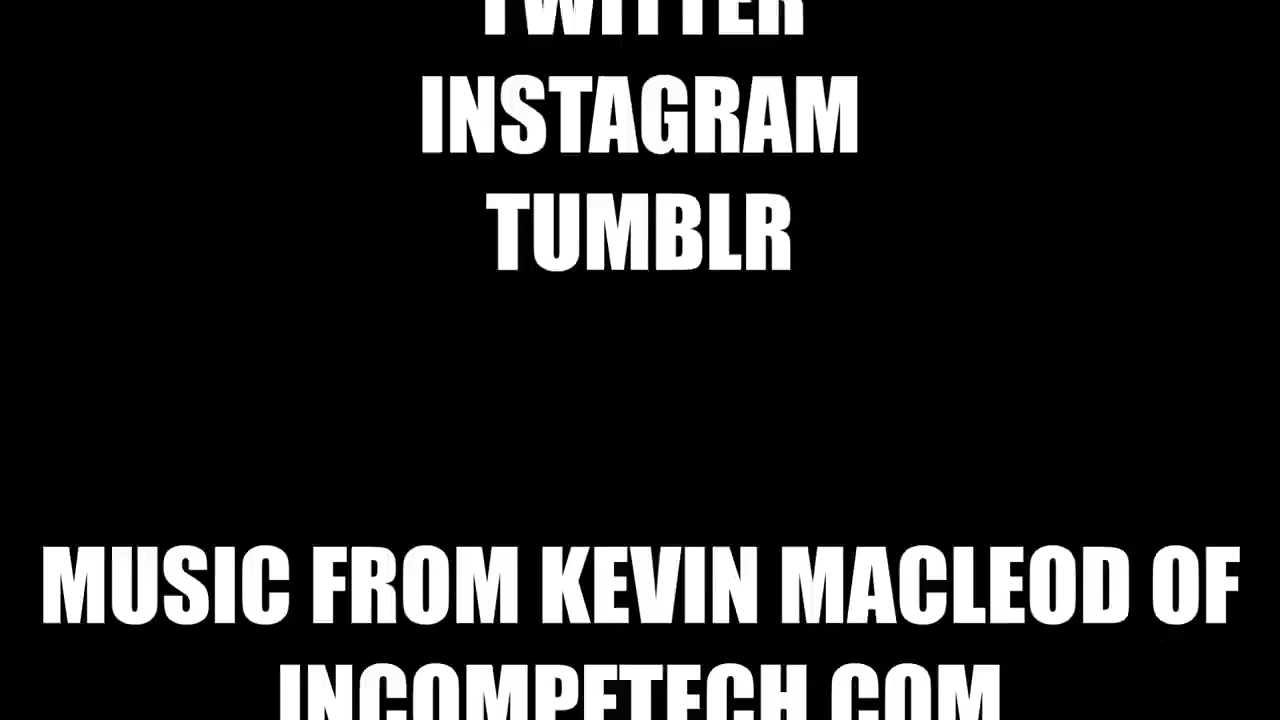 TWITTER
INSTAGRAM
TUMBLR
MUSIC FROM KEVIN MACLEOD OF
INCOMPETECH.COM